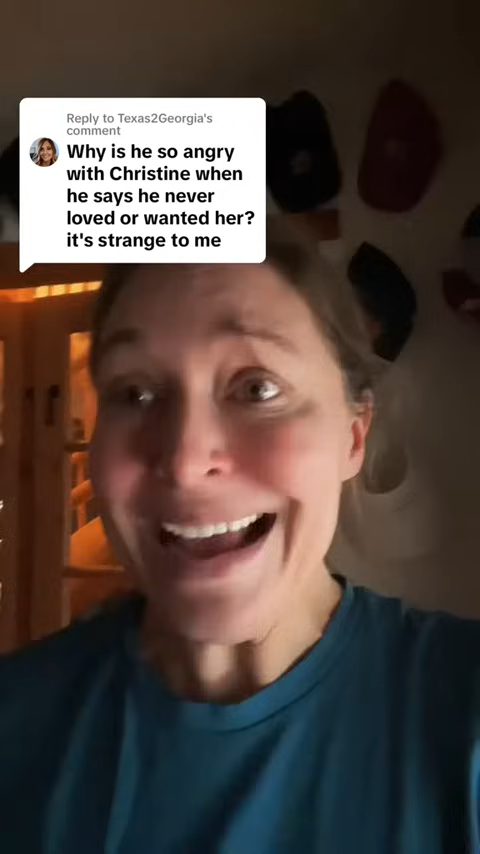 Reply to Texas2Georgia's
comment
Why is he so angry
with Christine when
he says he never
loved or wanted her?
it's strange to me